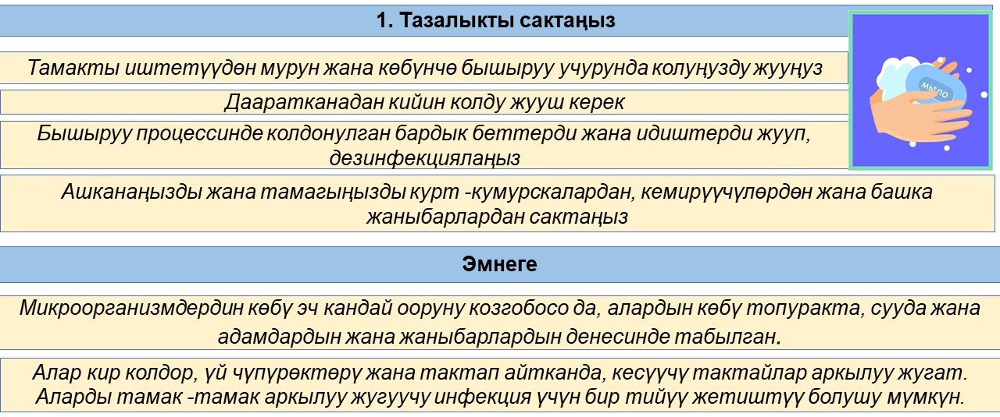 1. Тазалыкты сактаңыз
Тамакты иштетүүдөн мурун жана көбүнчө бышыруу учурунда колуңузду жууңуз
МЫЛО
Дааратканадан кийин колду жууш керек
Бышыруу процессинде колдонулган бардык беттерди жана идиштерди жууп,
дезинфекциялаңыз
Ашканаңызды жана тамагыңызды курт -кумурскалардан, кемирүүчүлөрдөн жана башка
жаныбарлардан сактаңыз
Эмнеге
Микроорганизмдердин көбү эч кандай ооруну козгобосо да, алардын көбү топуракта, сууда жана
адамдардын жана жаныбарлардын денесинде табылган.
Алар кир колдор, үй чүпүрөктөрү жана тактап айтканда, кесүүчү тактайлар аркылуу жугат.
Аларды тамак -тамак аркылуу жугуучу инфекция үчүн бир тийүү жетиштүү болушу мүмкүн.